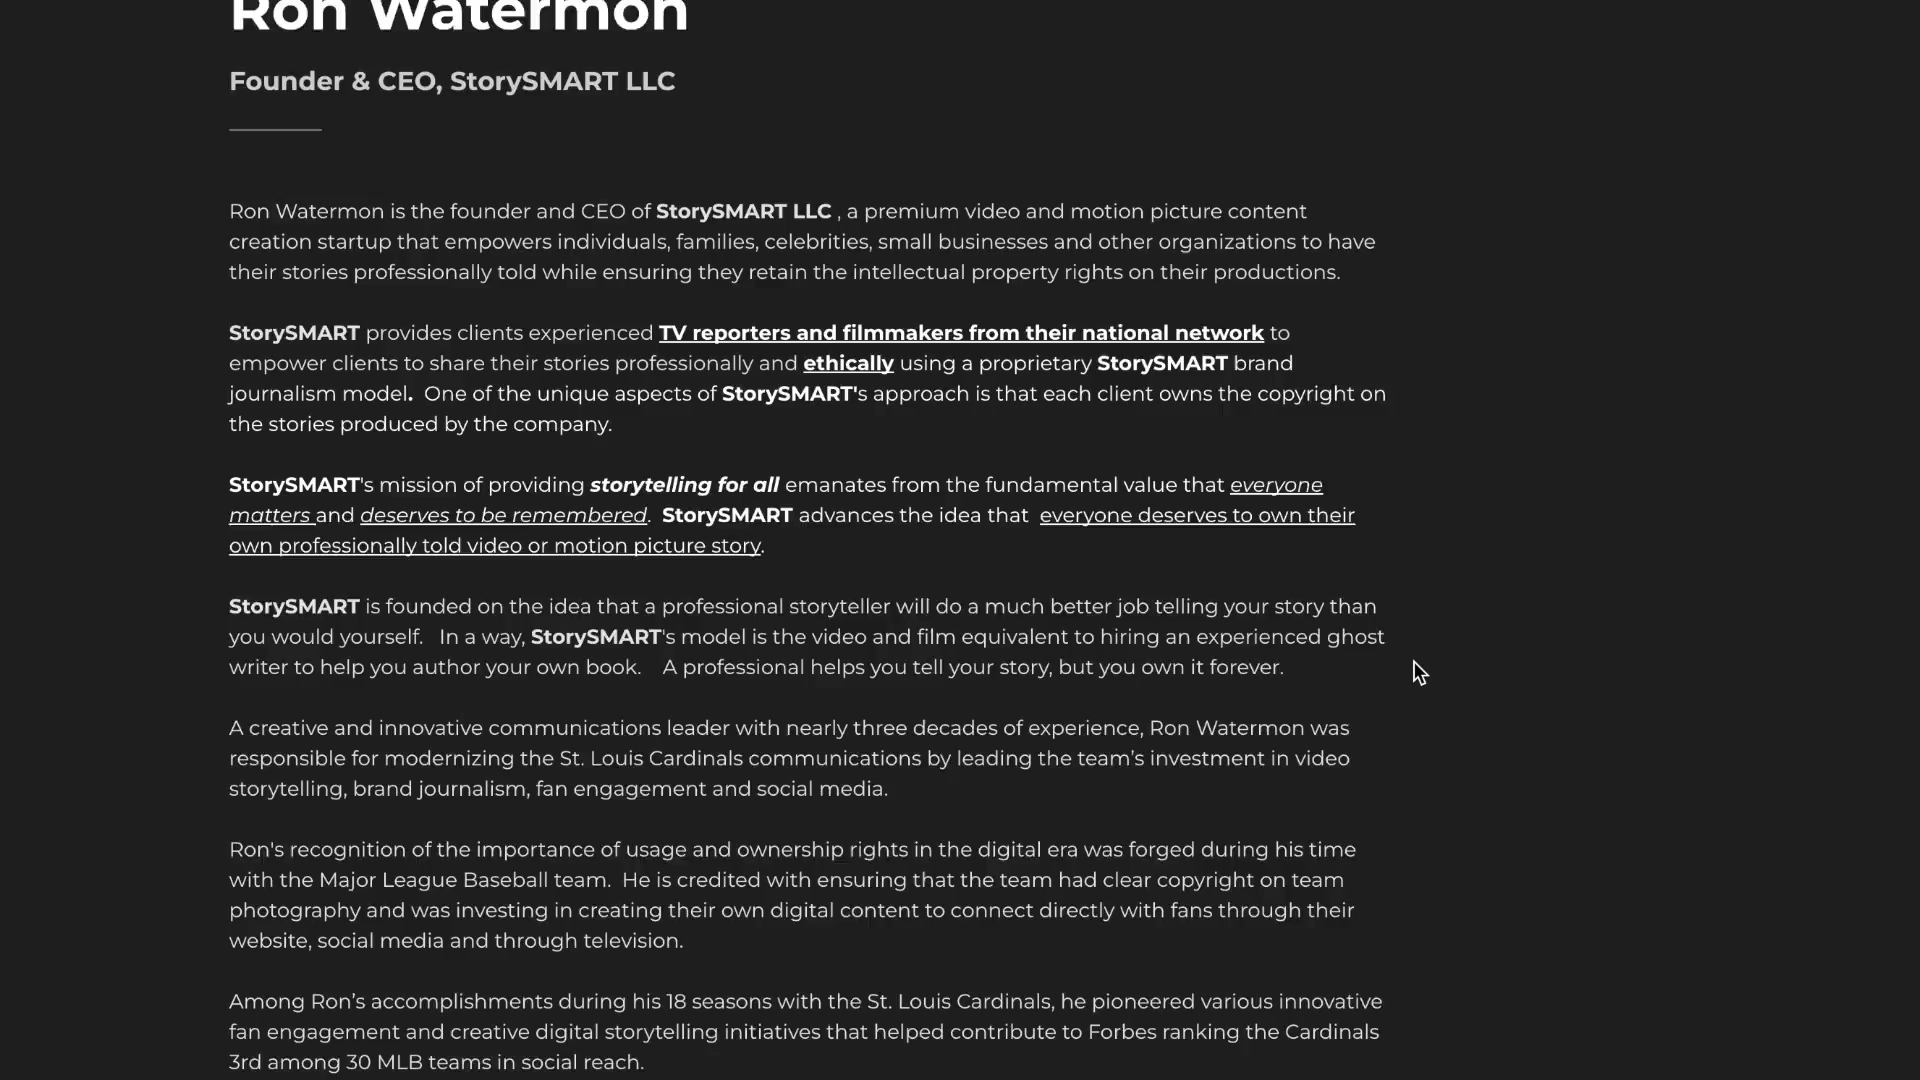 Ron Watermon
Founder & CEO, StorySMART LLC
Ron Watermon is the founder and CEO of StorySMART LLC , a premium video and motion picture content
creation startup that empowers individuals, families, celebrities, small businesses and other organizations to have
their stories professionally told while ensuring they retain the intellectual property rights on their productions.
StorySMART provides clients experienced TV reporters and filmmakers from their national network to
empower clients to share their stories professionally and ethically using a proprietary StorySMART brand
journalism model.  One of the unique aspects of StorySMART's approach is that each client owns the copyright on
the stories produced by the company.
StorySMART's mission of providing storytelling for all emanates from the fundamental value that everyone
matters and deserves to be remembered.  StorySMART advances the idea that  everyone deserves to own their
own professionally told video or motion picture story.
StorySMART is founded on the idea that a professional storyteller will do a much better job telling your story than
you would yourself.   In a way, StorySMART's model is the video and film equivalent to hiring an experienced ghost
writer to help you author your own book.    A professional helps you tell your story, but you own it forever.
A creative and innovative communications leader with nearly three decades of experience, Ron Watermon was
responsible for modernizing the St. Louis Cardinals communications by leading the team’s investment in video
storytelling, brand journalism, fan engagement and social media.
Ron's recognition of the importance of usage and ownership rights in the digital era was forged during his time
with the Major League Baseball team.  He is credited with ensuring that the team had clear copyright on team
photography and was investing in creating their own digital content to connect directly with fans through their
website, social media and through television.
Among Ron’s accomplishments during his 18 seasons with the St. Louis Cardinals, he pioneered various innovative
fan engagement and creative digital storytelling initiatives that helped contribute to Forbes ranking the Cardinals
3rd among 30 MLB teams in social reach.